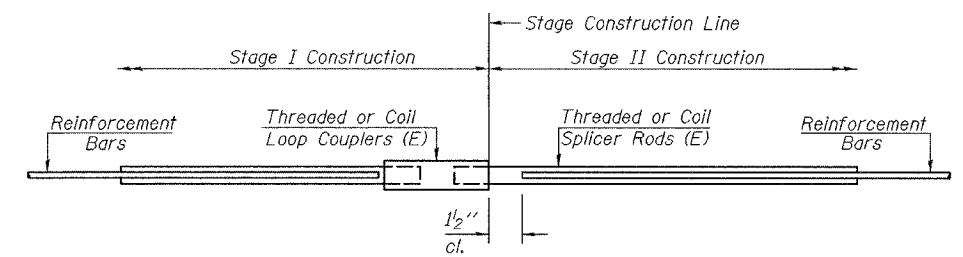 Stage Construction Line
Stage I Construction
Stage II Construction
Reinforcement
Bars
Threaded or Coil
Loop Couplers (E)
Threaded or Coil
Splicer Rods (E)
Reinforcement
Bars
1½"
cl.